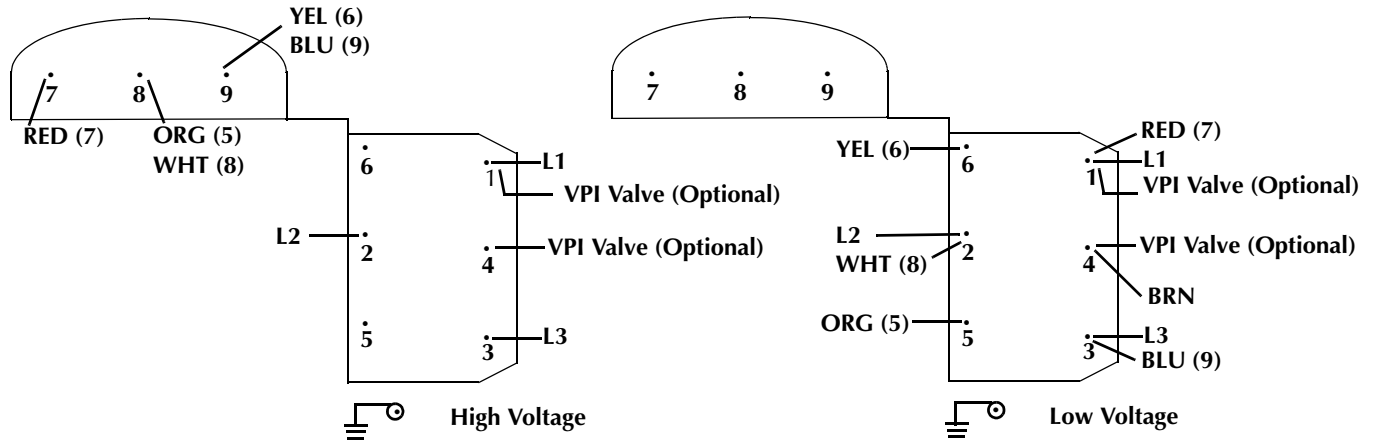 YEL (6)
BLU (9)
7
8
9
RED (7)
ORG (5)
WHT (8)
6
1
L1
VPI Valve (Optional)
L2
2
4
VPI Valve (Optional)
5
3
L3
High Voltage
7
8
9
YEL (6)
6
RED (7)
1
L1
VPI Valve (Optional)
L2
WHT (8)
2
4
VPI Valve (Optional)
BRN
ORG (5)
5
3
L3
BLU (9)
Low Voltage